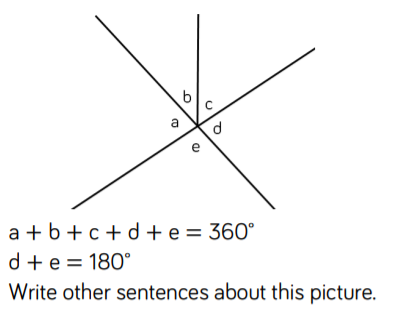 b
c
a
d
e
a + b + c + d + e = 360°
d + e = 180°
Write other sentences about this picture.